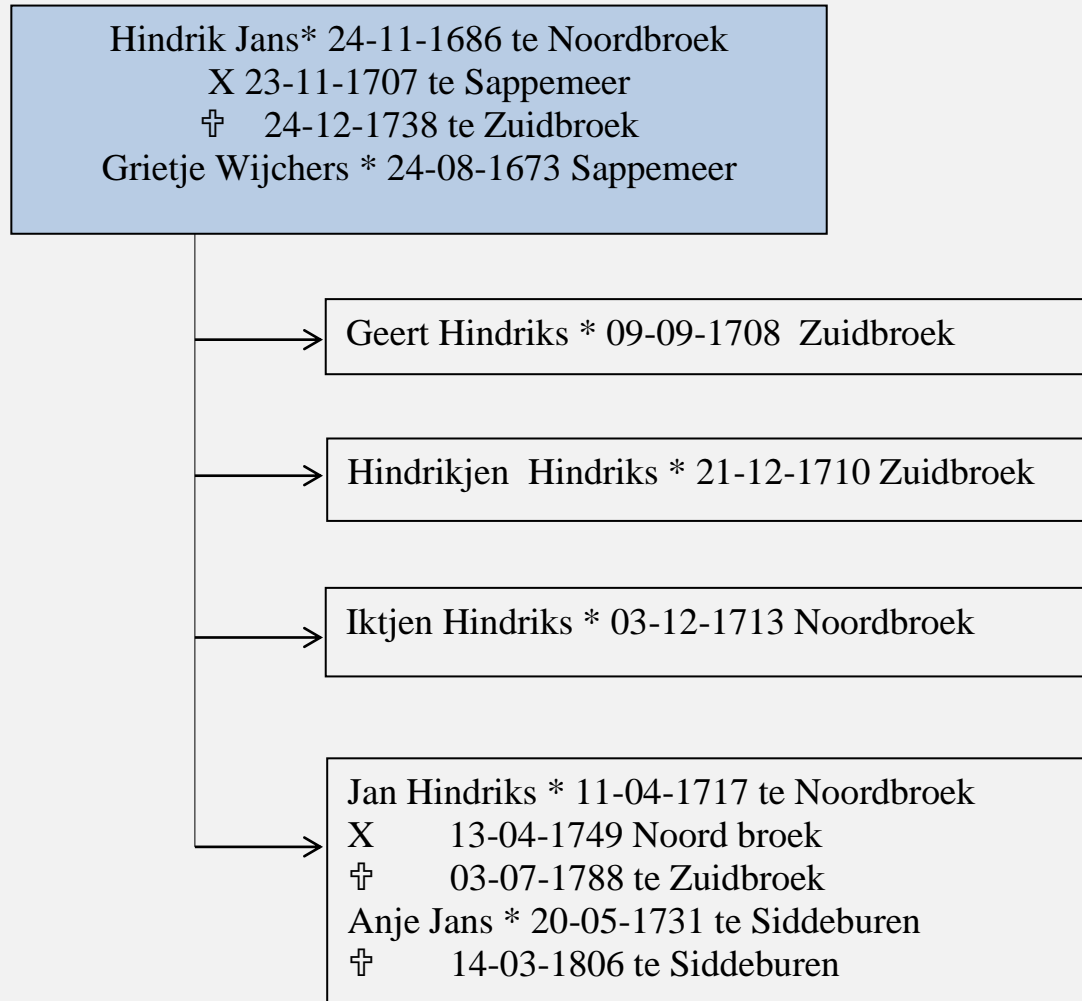 Hindrik Jans* 24-11-1686 te Noordbroek
X 23-11-1707 te Sappemeer
✞ 24-12-1738 te Zuidbroek
Grietje Wijchers * 24-08-1673 Sappemeer
Geert Hindriks * 09-09-1708 Zuidbroek
Hindrikjen Hindriks * 21-12-1710 Zuidbroek
Iktjen Hindriks * 03-12-1713 Noordbroek
Jan Hindriks * 11-04-1717 te Noordbroek
X 13-04-1749 Noord broek
✞ 03-07-1788 te Zuidbroek
Anje Jans * 20-05-1731 te Siddeburen
✞ 14-03-1806 te Siddeburen